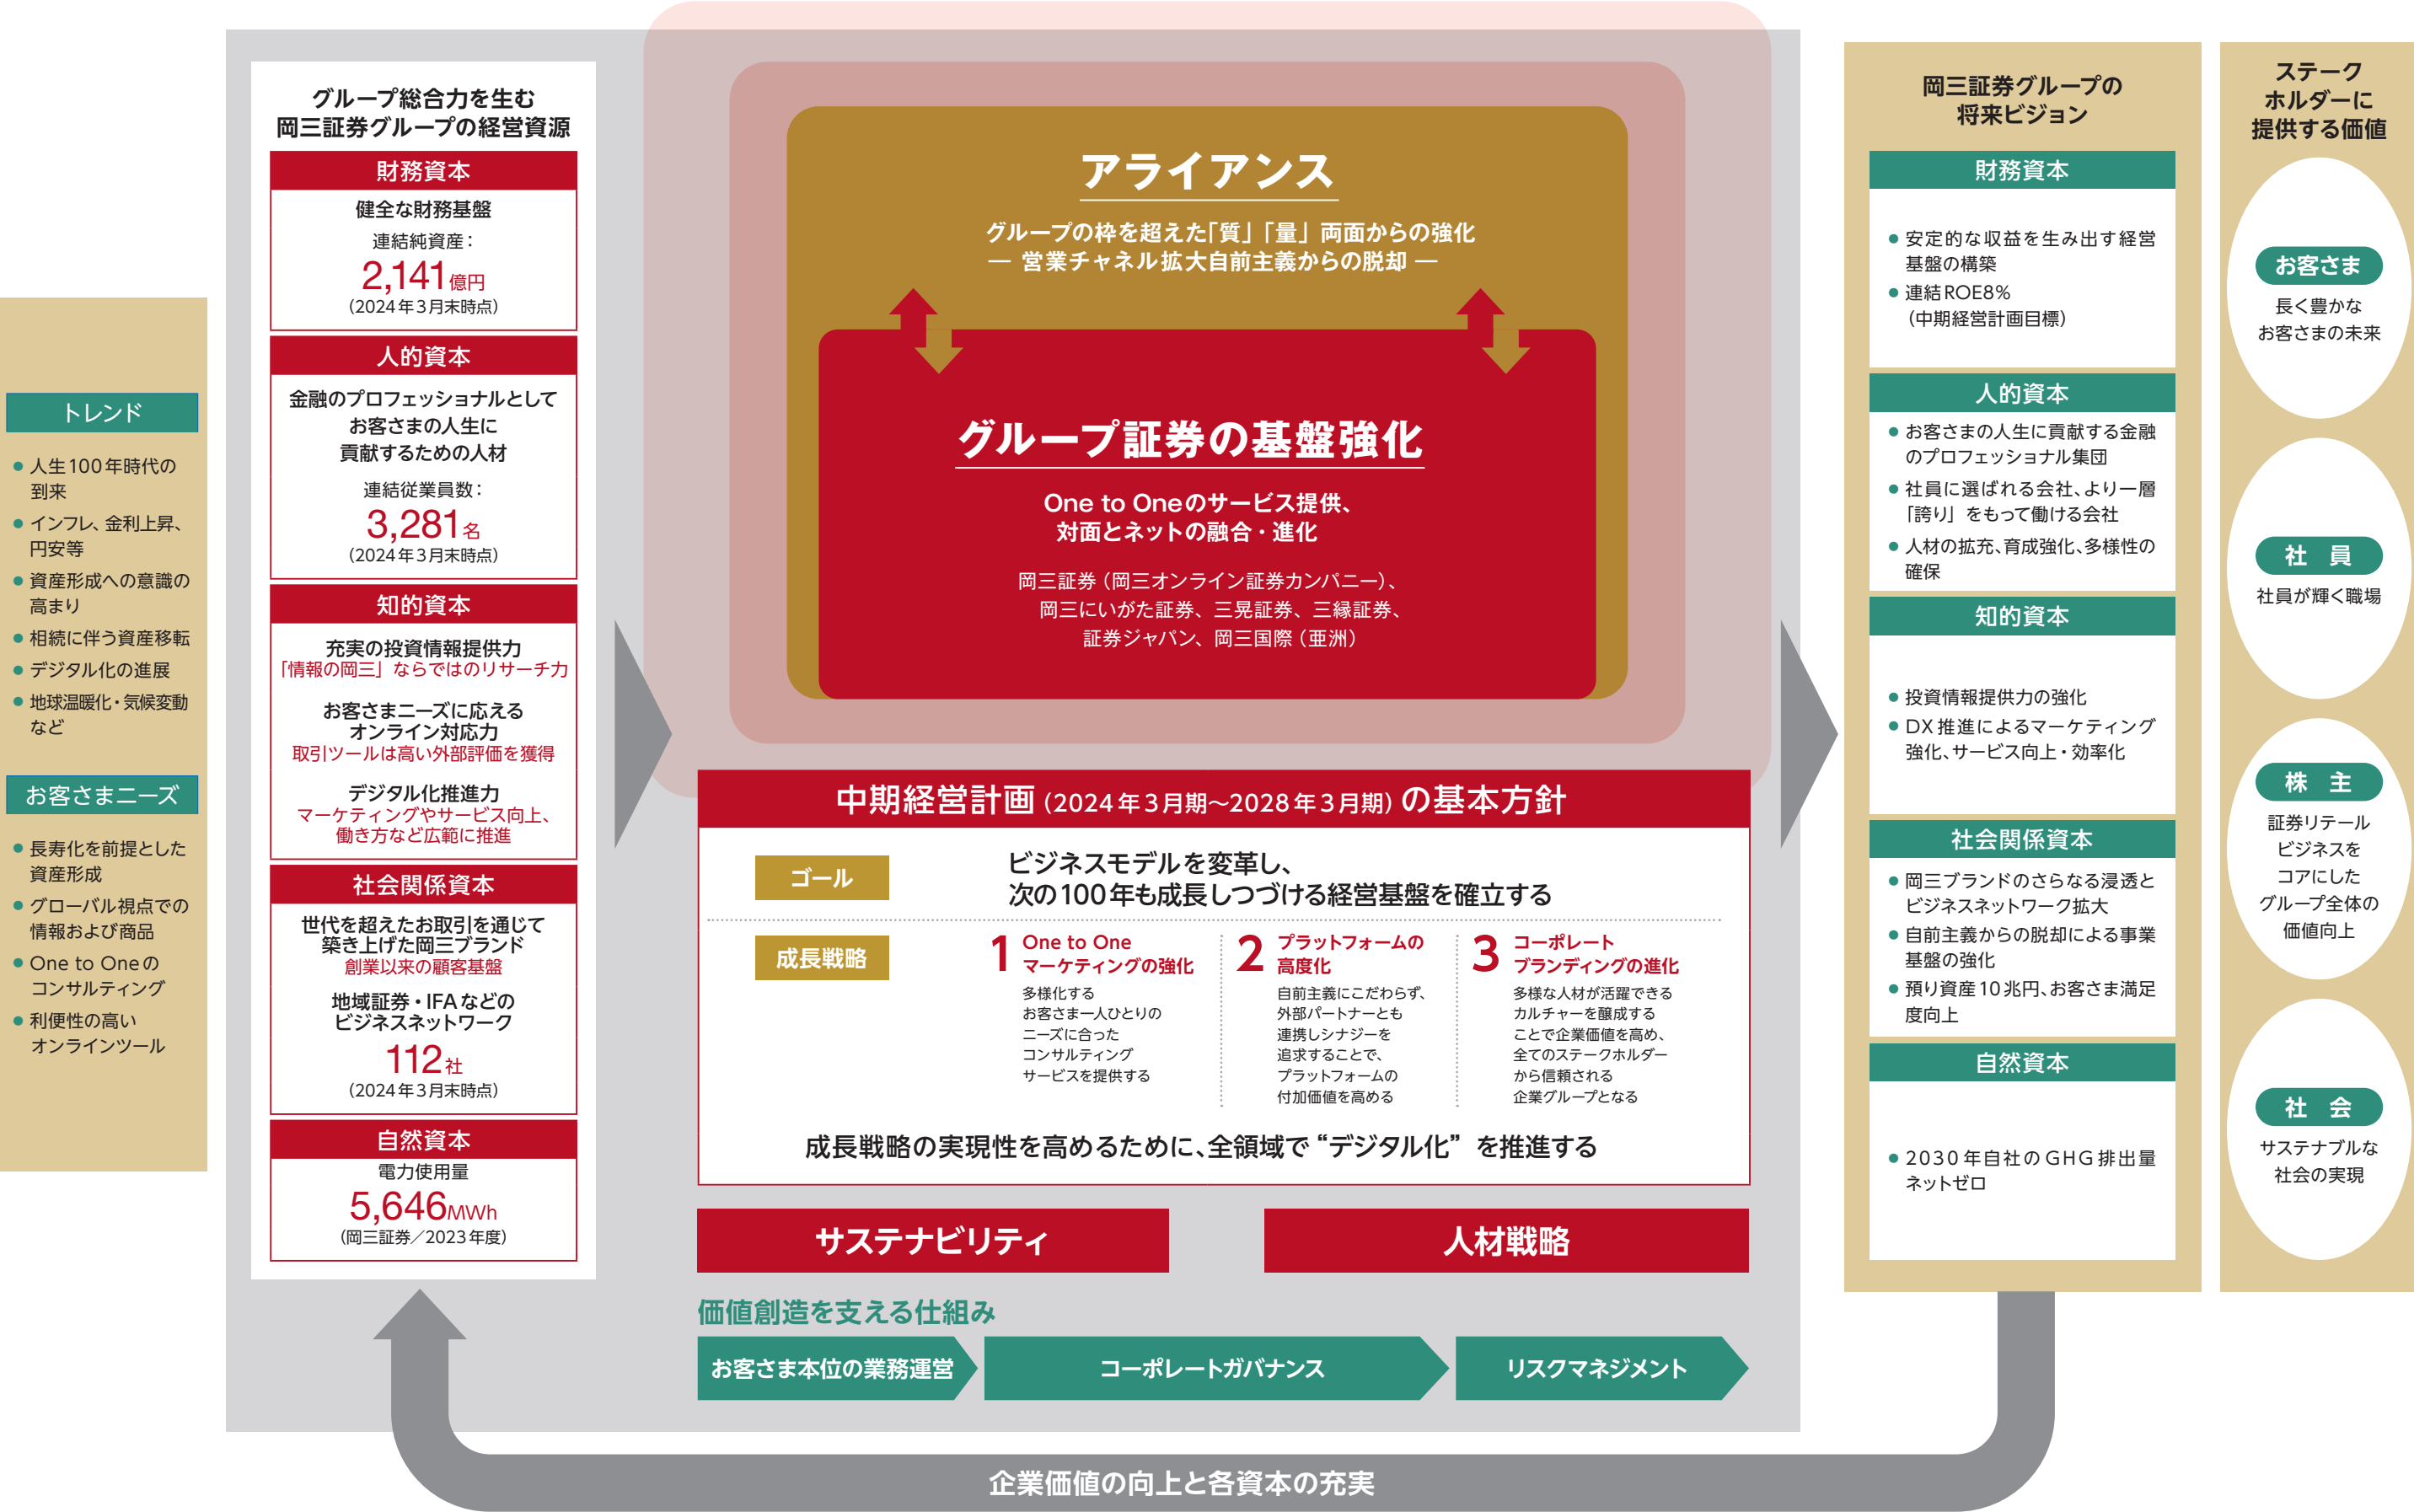 トレンド
人生100年時代の
到来
インフレ、金利上昇、
円安等
資産形成への意識の
高まり
相続に伴う資産移転
デジタル化の進展
地球温暖化・気候変動
など
お客さまニーズ
長寿化を前提とした
資産形成
グローバル視点での
情報および商品
One to Oneの
コンサルティング
利便性の高い
オンラインツール
グループ総合力を生む
岡三証券グループの経営資源
財務資本
健全な財務基盤
連結純資産：
2,141億円
（2024年3月末時点）
人的資本
金融のプロフェッショナルとして
お客さまの人生に
貢献するための人材
連結従業員数：
3,281名
（2024年3月末時点）
知的資本
充実の投資情報提供力
「情報の岡三」ならではのリサーチ力
お客さまニーズに応える
オンライン対応力
取引ツールは高い外部評価を獲得
デジタル化推進力
マーケティングやサービス向上、
働き方など広範に推進
社会関係資本
世代を超えたお取引を通じて
築き上げた岡三ブランド
創業以来の顧客基盤
地域証券・IFAなどの
ビジネスネットワーク
112社
（2024年3月末時点）
自然資本
電力使用量
5,646MWh
（岡三証券／2023年度）
アライアンス
グループの枠を超えた「質」「量」両面からの強化
― 営業チャネル拡大自前主義からの脱却 ―
グループ証券の基盤強化
One to Oneのサービス提供、
対面とネットの融合・進化
岡三証券（岡三オンライン証券カンパニー）、
岡三にいがた証券、三晃証券、三縁証券、
証券ジャパン、岡三国際（亜洲）
中期経営計画（2024年3月期～2028年3月期）の基本方針
ゴール
ビジネスモデルを変革し、
次の100年も成長しつづける経営基盤を確立する
成長戦略
1 One to One
マーケティングの強化
多様化する
お客さま一人ひとりの
ニーズに合った
コンサルティング
サービスを提供する
2 プラットフォームの
高度化
自前主義にこだわらず、
外部パートナーとも
連携しシナジーを
追求することで、
プラットフォームの
付加価値を高める
3 コーポレート
ブランディングの進化
多様な人材が活躍できる
カルチャーを醸成する
ことで企業価値を高め、
全てのステークホルダー
から信頼される
企業グループとなる
成長戦略の実現性を高めるために、全領域で“デジタル化”を推進する
サステナビリティ
人材戦略
価値創造を支える仕組み
お客さま本位の業務運営
コーポレートガバナンス
リスクマネジメント
岡三証券グループの
将来ビジョン
財務資本
安定的な収益を生み出す経営
基盤の構築
連結ROE8%
（中期経営計画目標）
人的資本
お客さまの人生に貢献する金融
のプロフェッショナル集団
社員に選ばれる会社、より一層
「誇り」をもって働ける会社
人材の拡充、育成強化、多様性の
確保
知的資本
投資情報提供力の強化
DX推進によるマーケティング
強化、サービス向上・効率化
社会関係資本
岡三ブランドのさらなる浸透と
ビジネスネットワーク拡大
自前主義からの脱却による事業
基盤の強化
預り資産10兆円、お客さま満足
度向上
自然資本
2030年自社のGHG排出量
ネットゼロ
ステーク
ホルダーに
提供する価値
お客さま
長く豊かな
お客さまの未来
社員
社員が輝く職場
株主
証券リテール
ビジネスを
コアにした
グループ全体の
価値向上
社会
サステナブルな
社会の実現
企業価値の向上と各資本の充実